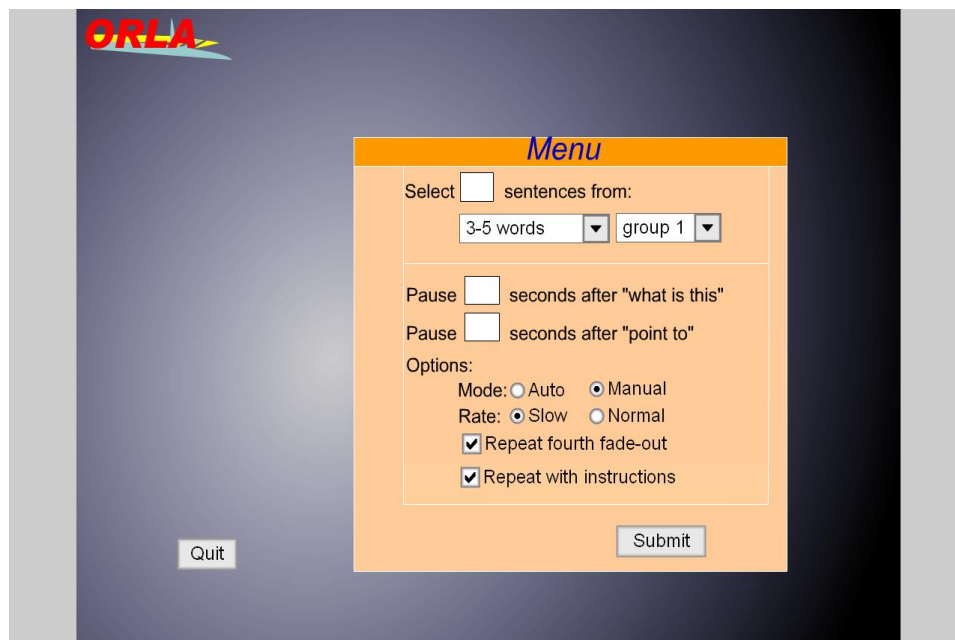 ORLA
Menu
Select sentences from:
3-5 words group 1
Pause seconds after "what is this"
Pause seconds after "point to"
Options:
Mode: Auto Manual
Rate: Slow Normal
Repeat fourth fade-out
Repeat with instructions
Submit
Quit